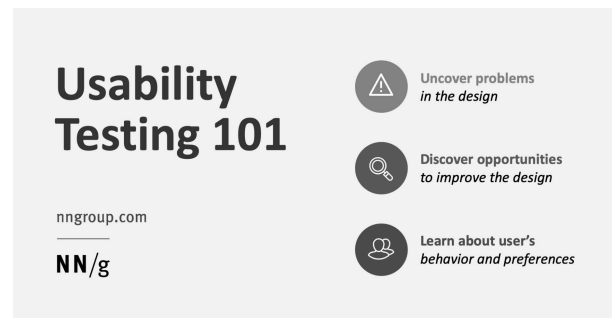 Usability
Testing 101
nngroup.com
NN/g
Uncover problems
in the design
Discover opportunities
to improve the design
Learn about user's
behavior and preferences